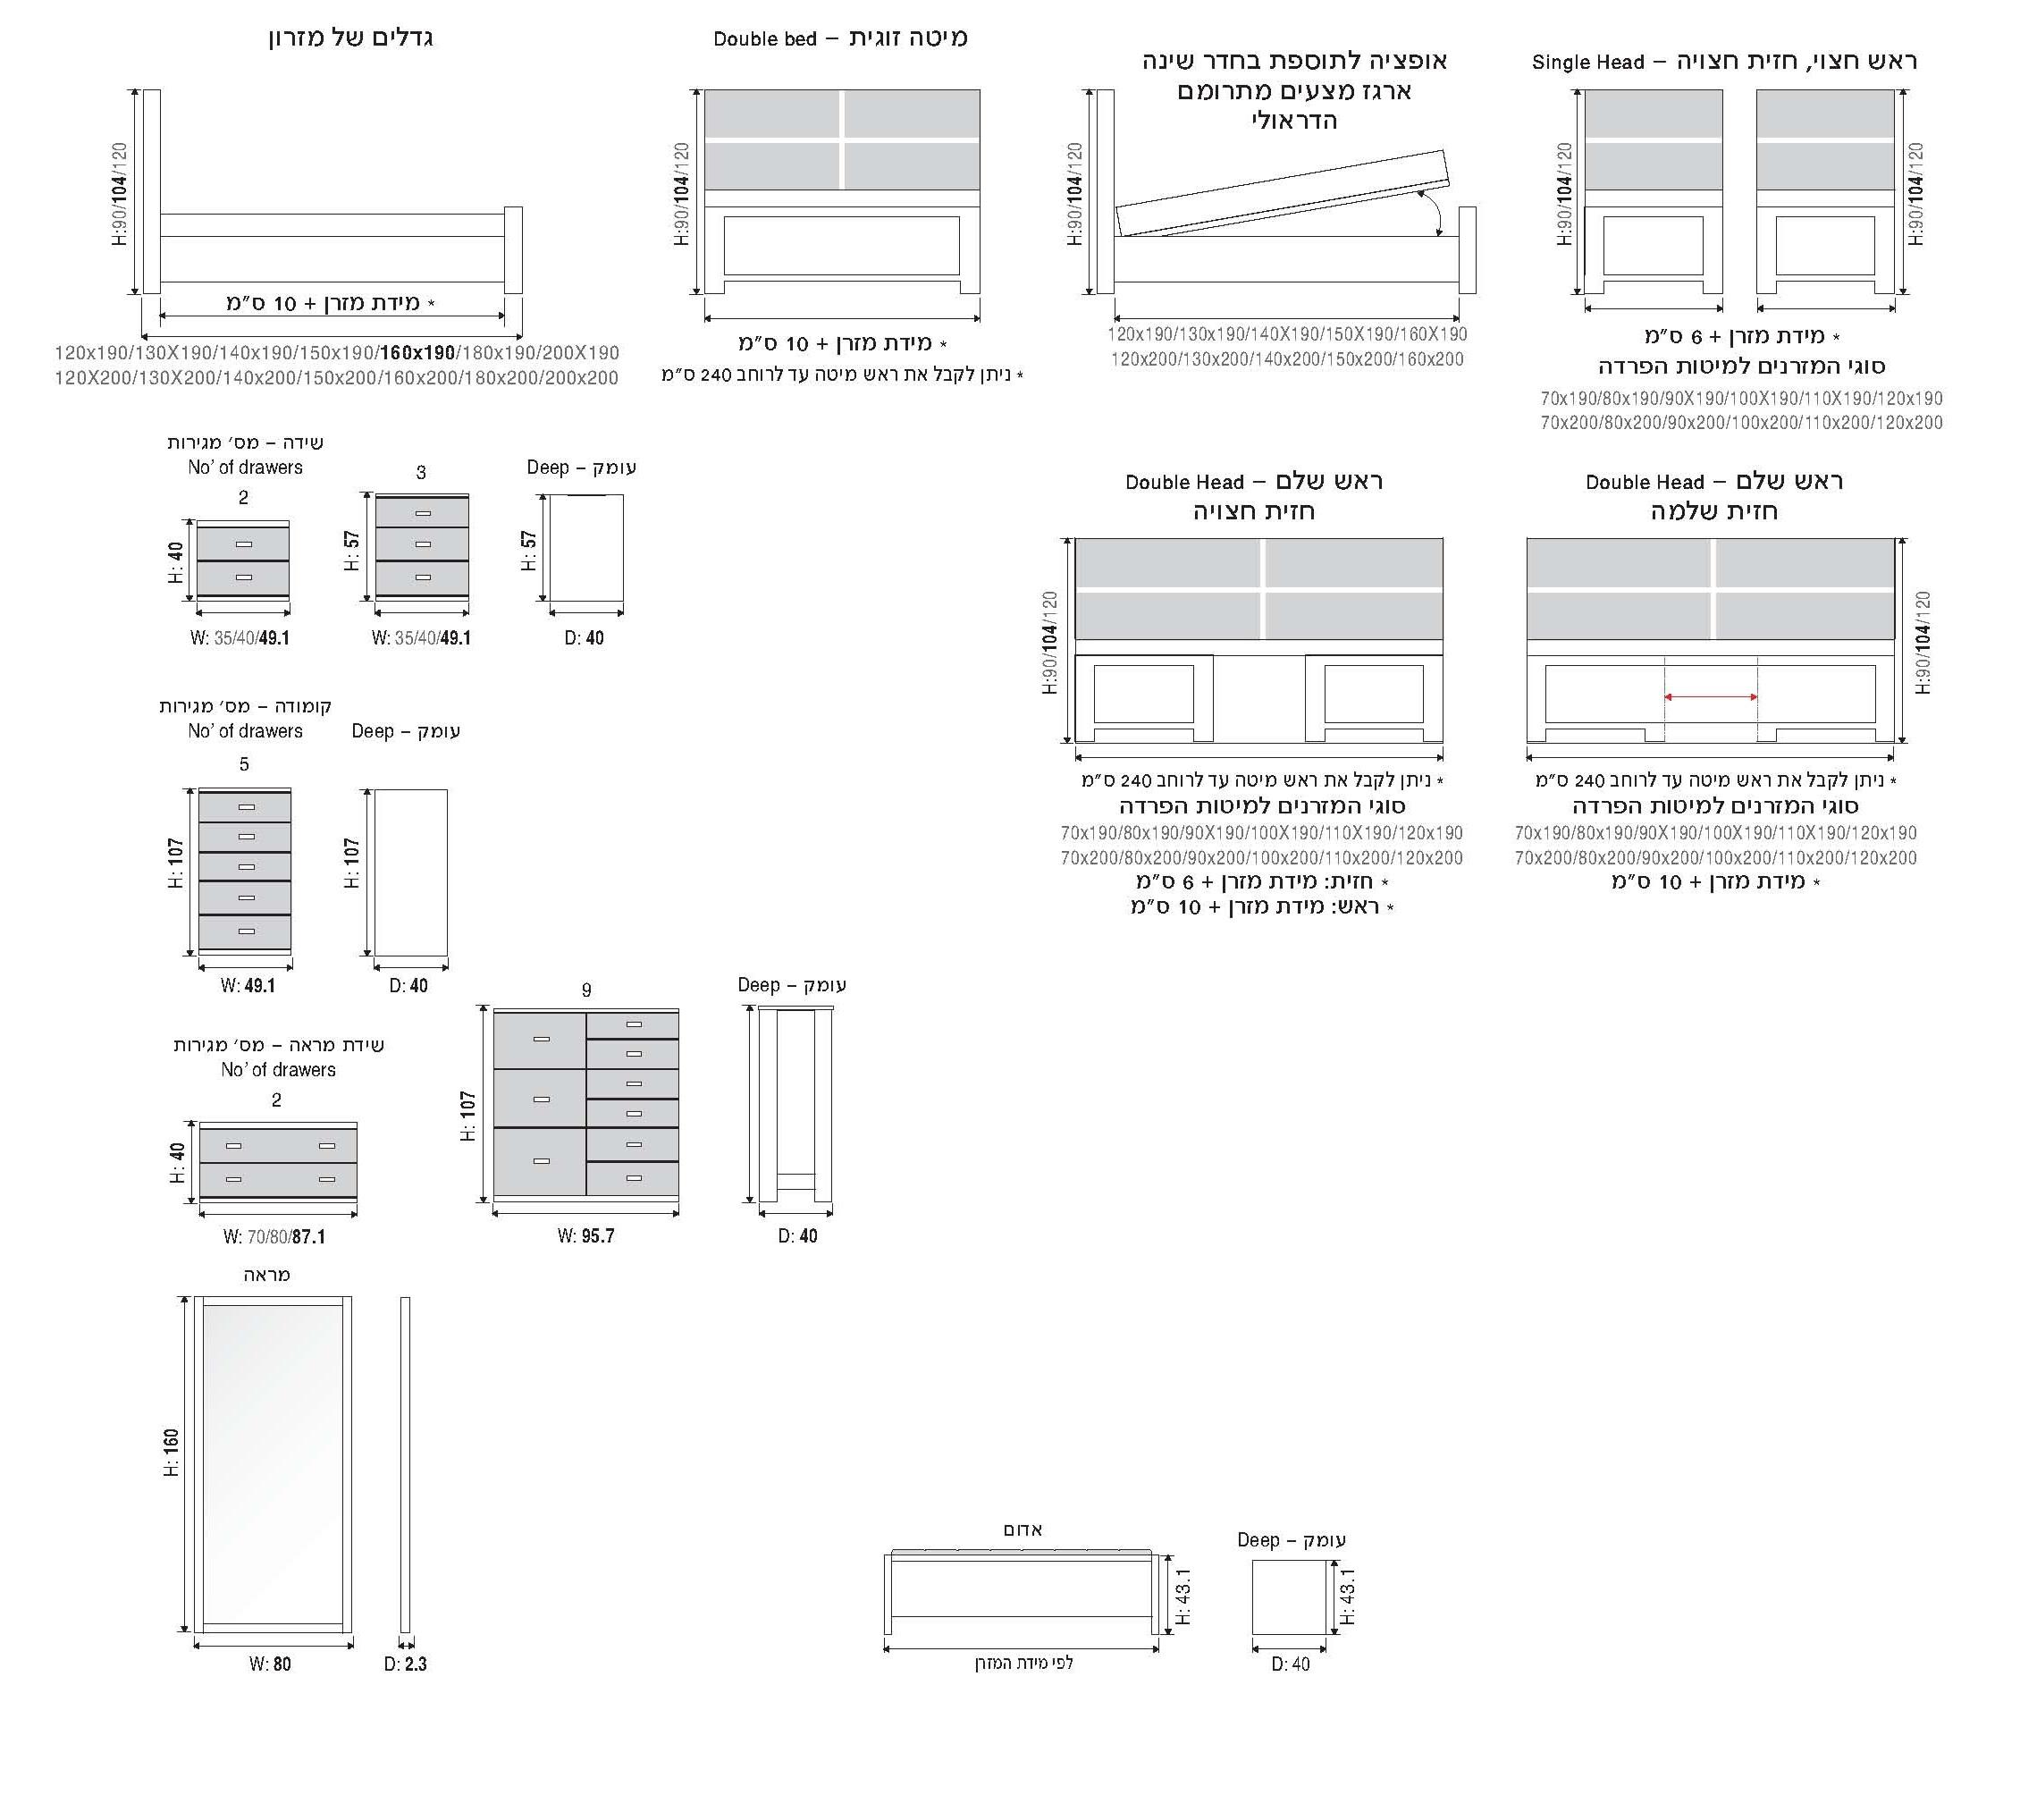 גדלים של מזרון
H:90/104/120
* מידת מזרן + 10 ס"מ
120x190/130X190/140x190/150x190/160x190/180x190/200X190
120X200/130X200/140x200/150x200/160x200/180x200/200x200
מיטה זוגית – Double bed
H:90/104/120
* מידת מזרן + 10 ס"מ
* ניתן לקבל את ראש מיטה עד לרוחב 240 ס"מ
אופציה לתוספת בחדר שינה
ארגז מצעים מתרומם
הדראולי
H:90/104/120
120x190/130x190/140X190/150X190/160X190
120x200/130x200/140x200/150x200/160x200
ראש חצוי, חזית חצויה – Single Head
H:90/104/120
H:90/104/120
* מידת מזרן + 6 ס"מ
סוגי המזרנים למיטות הפרדה
70x190/80x190/90X190/100X190/110X190/120x190
70x200/80x200/90x200/100x200/110x200/120x200
שידה – מס' מגירות
No' of drawers
2
H: 40
W: 35/40/49.1
3
H: 57
W: 35/40/49.1
עומק – Deep
H: 57
D: 40
ראש שלם – Double Head
חזית חצויה
H:90/104/120
* ניתן לקבל את ראש מיטה עד לרוחב 240 ס"מ
סוגי המזרנים למיטות הפרדה
70x190/80x190/90X190/100X190/110X190/120x190
70x200/80x200/90x200/100x200/110x200/120x200
* חזית: מידת מזרן + 6 ס"מ
* ראש: מידת מזרן + 10 ס"מ
ראש שלם – Double Head
חזית שלמה
H:90/104/120
* ניתן לקבל את ראש מיטה עד לרוחב 240 ס"מ
סוגי המזרנים למיטות הפרדה
70x190/80x190/90X190/100X190/110X190/120x190
70x200/80x200/90x200/100x200/110x200/120x200
* מידת מזרן + 10 ס"מ
קומודה – מס' מגירות
No' of drawers
5
H: 107
W: 49.1
עומק – Deep
H: 107
D: 40
9
H: 107
W: 95.7
עומק – Deep
D: 40
שידת מראה – מס' מגירות
No' of drawers
2
H: 40
W: 70/80/87.1
מראה
H: 160
W: 80
D: 2.3
אדום
H: 43.1
לפי מידת המזרן
עומק – Deep
H: 43.1
D: 40